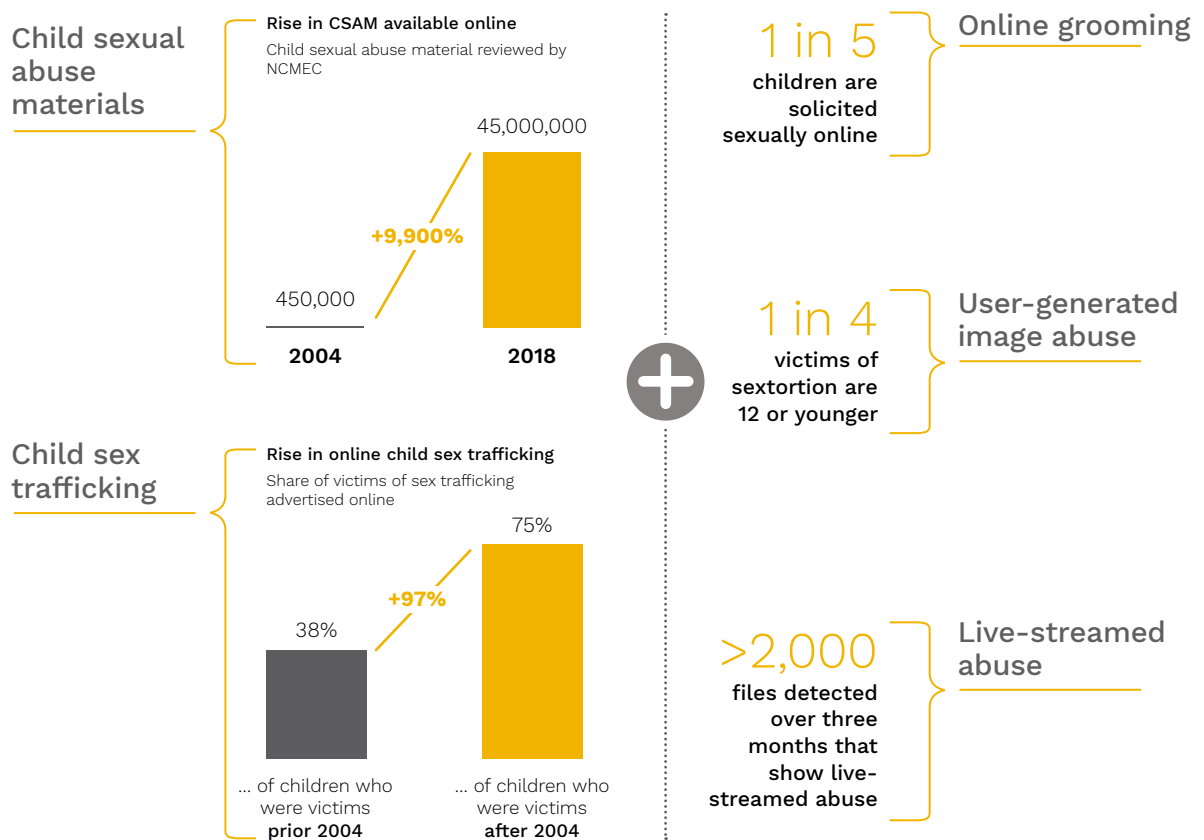 Child sexual
abuse
materials
Rise in CSAM available online
Child sexual abuse material reviewed by
NCMEC
45,000,000
+9,900%
450,000
2004
2018
Child sex
trafficking
Rise in online child sex trafficking
Share of victims of sex trafficking
advertised online
75%
+97%
38%
... of children who
were victims
prior 2004
... of children who
were victims
after 2004
1 in 5
children are
solicited
sexually online
Online grooming
1 in 4
victims of
sextortion are
12 or younger
User-generated
image abuse
>2,000
files detected
over three
months that
show live-
streamed abuse
Live-streamed
abuse